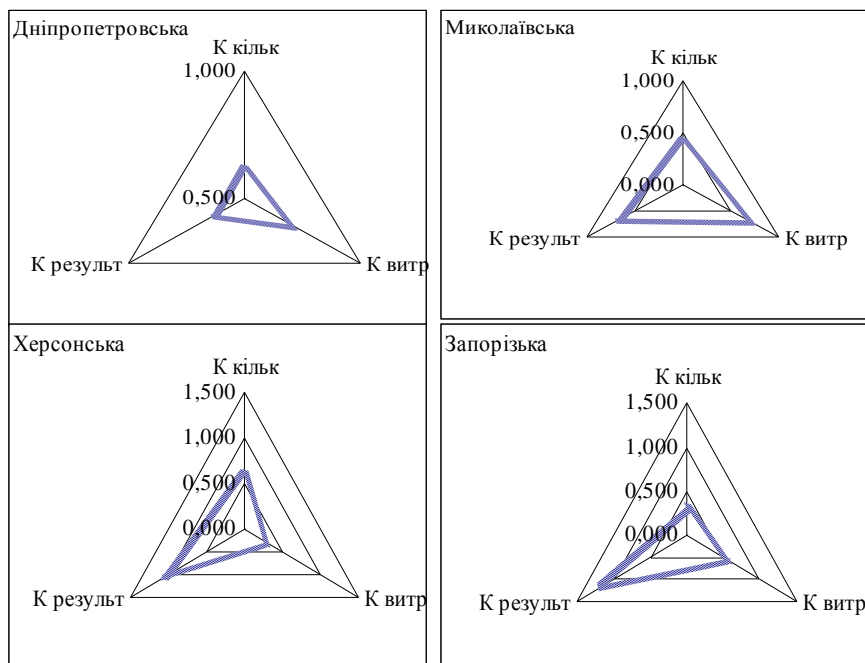 Дніпропетровська
К кільк
1,000
0,500
К результ
К витр
Миколаївська
К кільк
1,000
0,500
0,000
К результ
К витр
Херсонська
К кільк
1,500
1,000
0,500
0,000
К результ
К витр
Запорізька
К кільк
1,500
1,000
0,500
0,000
К результ
К витр